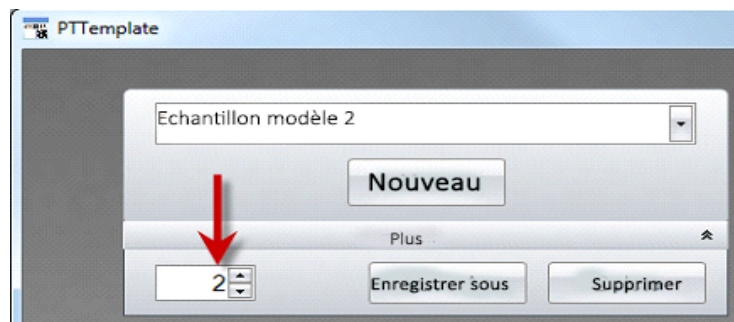 PTTemplate
Echantillon modèle 2
Nouveau
Plus
2
Enregistrer sous
Supprimer